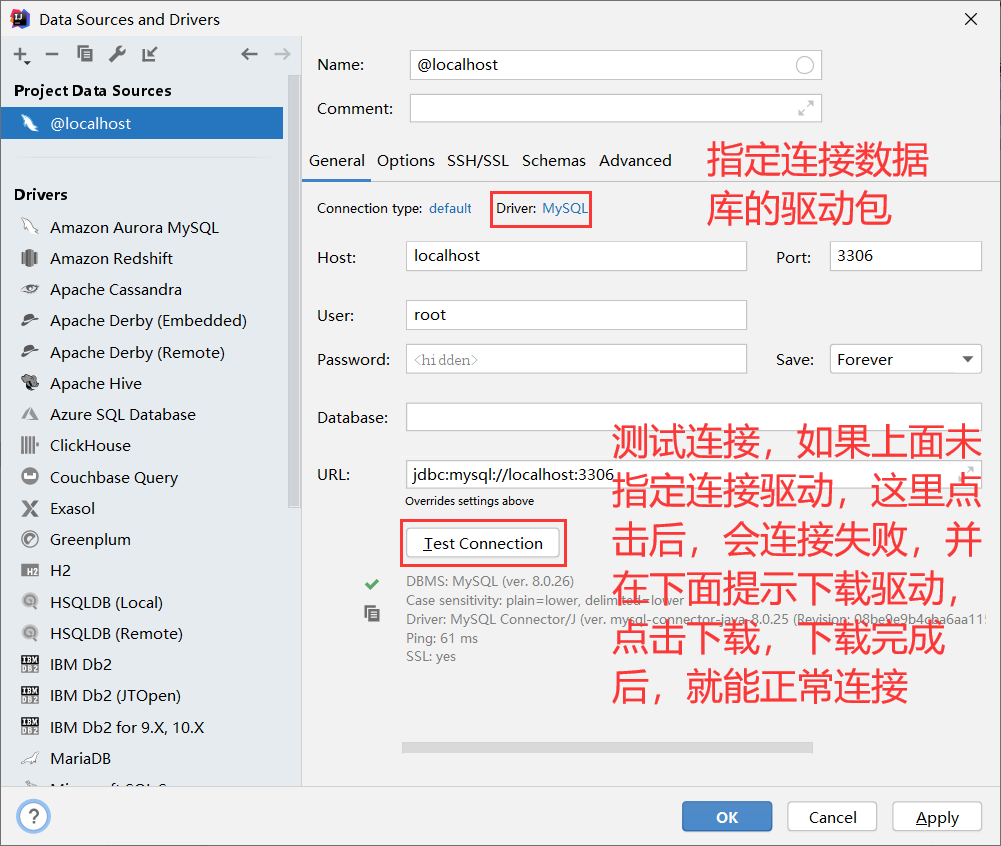 Data Sources and Drivers
Project Data Sources
@localhost
Drivers
Amazon Aurora MySQL
Amazon Redshift
Apache Cassandra
Apache Derby (Embedded)
Apache Derby (Remote)
Apache Hive
Azure SQL Database
ClickHouse
Couchbase Query
Exasol
Greenplum
H2
HSQLDB (Local)
HSQLDB (Remote)
IBM Db2
IBM Db2 (JTOpen)
IBM Db2 for 9.X, 10.X
MariaDB
Name: @localhost
Comment:
General Options SSH/SSL Schemas Advanced
指定连接数据
库的驱动包
Connection type: default Driver: MySQL
Host: localhost Port: 3306
User: root
Password: <hidden> Save: Forever
Database:
URL: jdbc:mysql://localhost:3306
Overrides settings above
Test Connection
测试连接，如果上面未
指定连接驱动，这里点
击后，会连接失败，并
在下面提示下载驱动，
点击下载，下载完成
后，就能正常连接
DBMS: MySQL (ver. 8.0.26)
Case sensitivity: plain=lower, delimited=lower
Driver: MySQL Connector/J (ver. mysql-connector-java-8.0.25 (Revision: 08be9e9b4cba6aa115
Ping: 61 ms
SSL: yes
? OK Cancel Apply